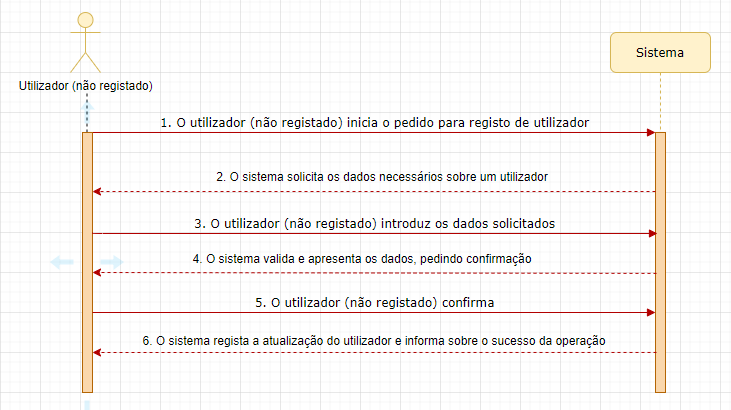 Sistema
Utilizador (não registado)
1. O utilizador (não registado) inicia o pedido para registo de utilizador
2. O sistema solicita os dados necessários sobre um utilizador
3. O utilizador (não registado) introduz os dados solicitados
4. O sistema valida e apresenta os dados, pedindo confirmação
5. O utilizador (não registado) confirma
6. O sistema regista a atualização do utilizador e informa sobre o sucesso da operação